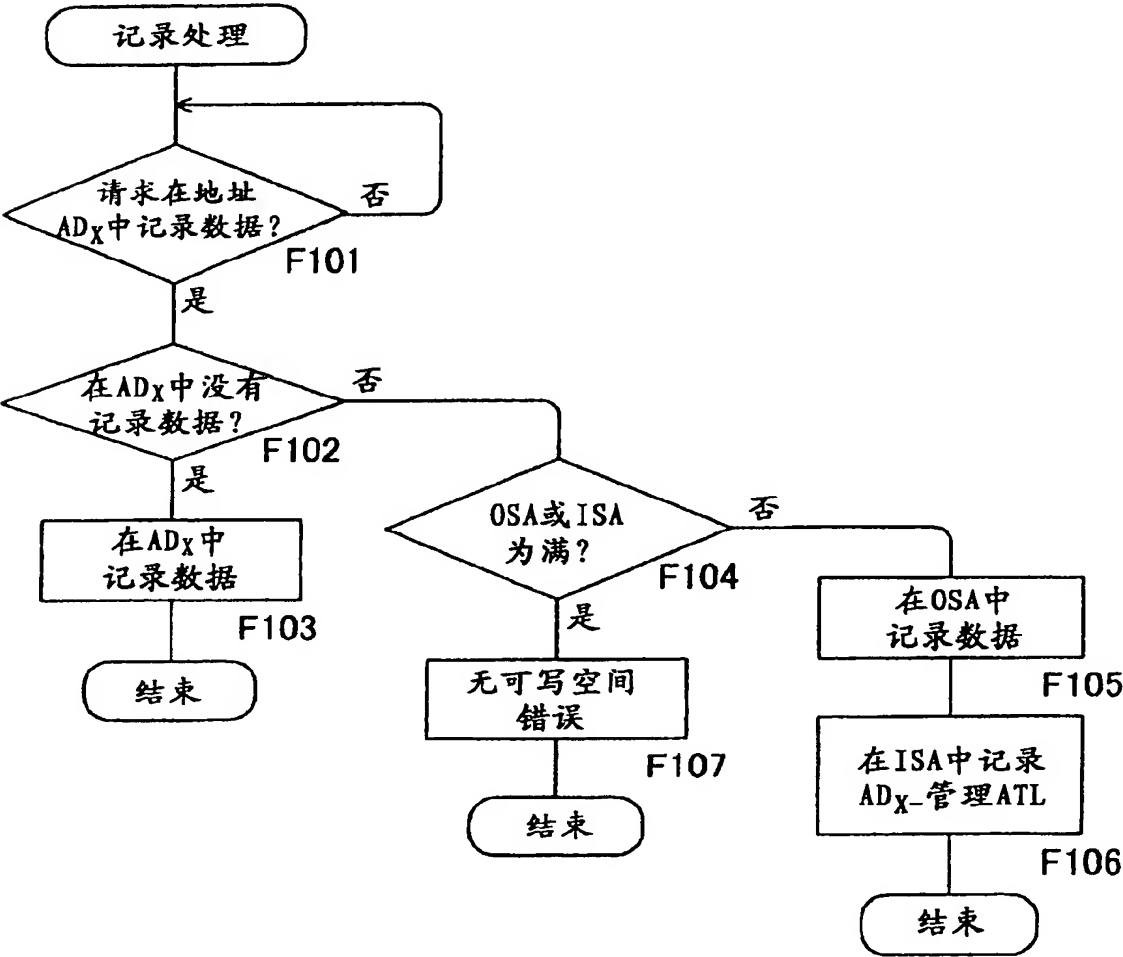 记录处理
请求在地址
ADX中记录数据?
否
F101
是
在ADX中没有
记录数据?
否
F102
是
在ADX中
记录数据
F103
结束
OSA或ISA
为满?
否
F104
是
无可写空间
错误
F107
结束
在OSA中
记录数据
F105
在ISA中记录
ADX-管理ATL
F106
结束